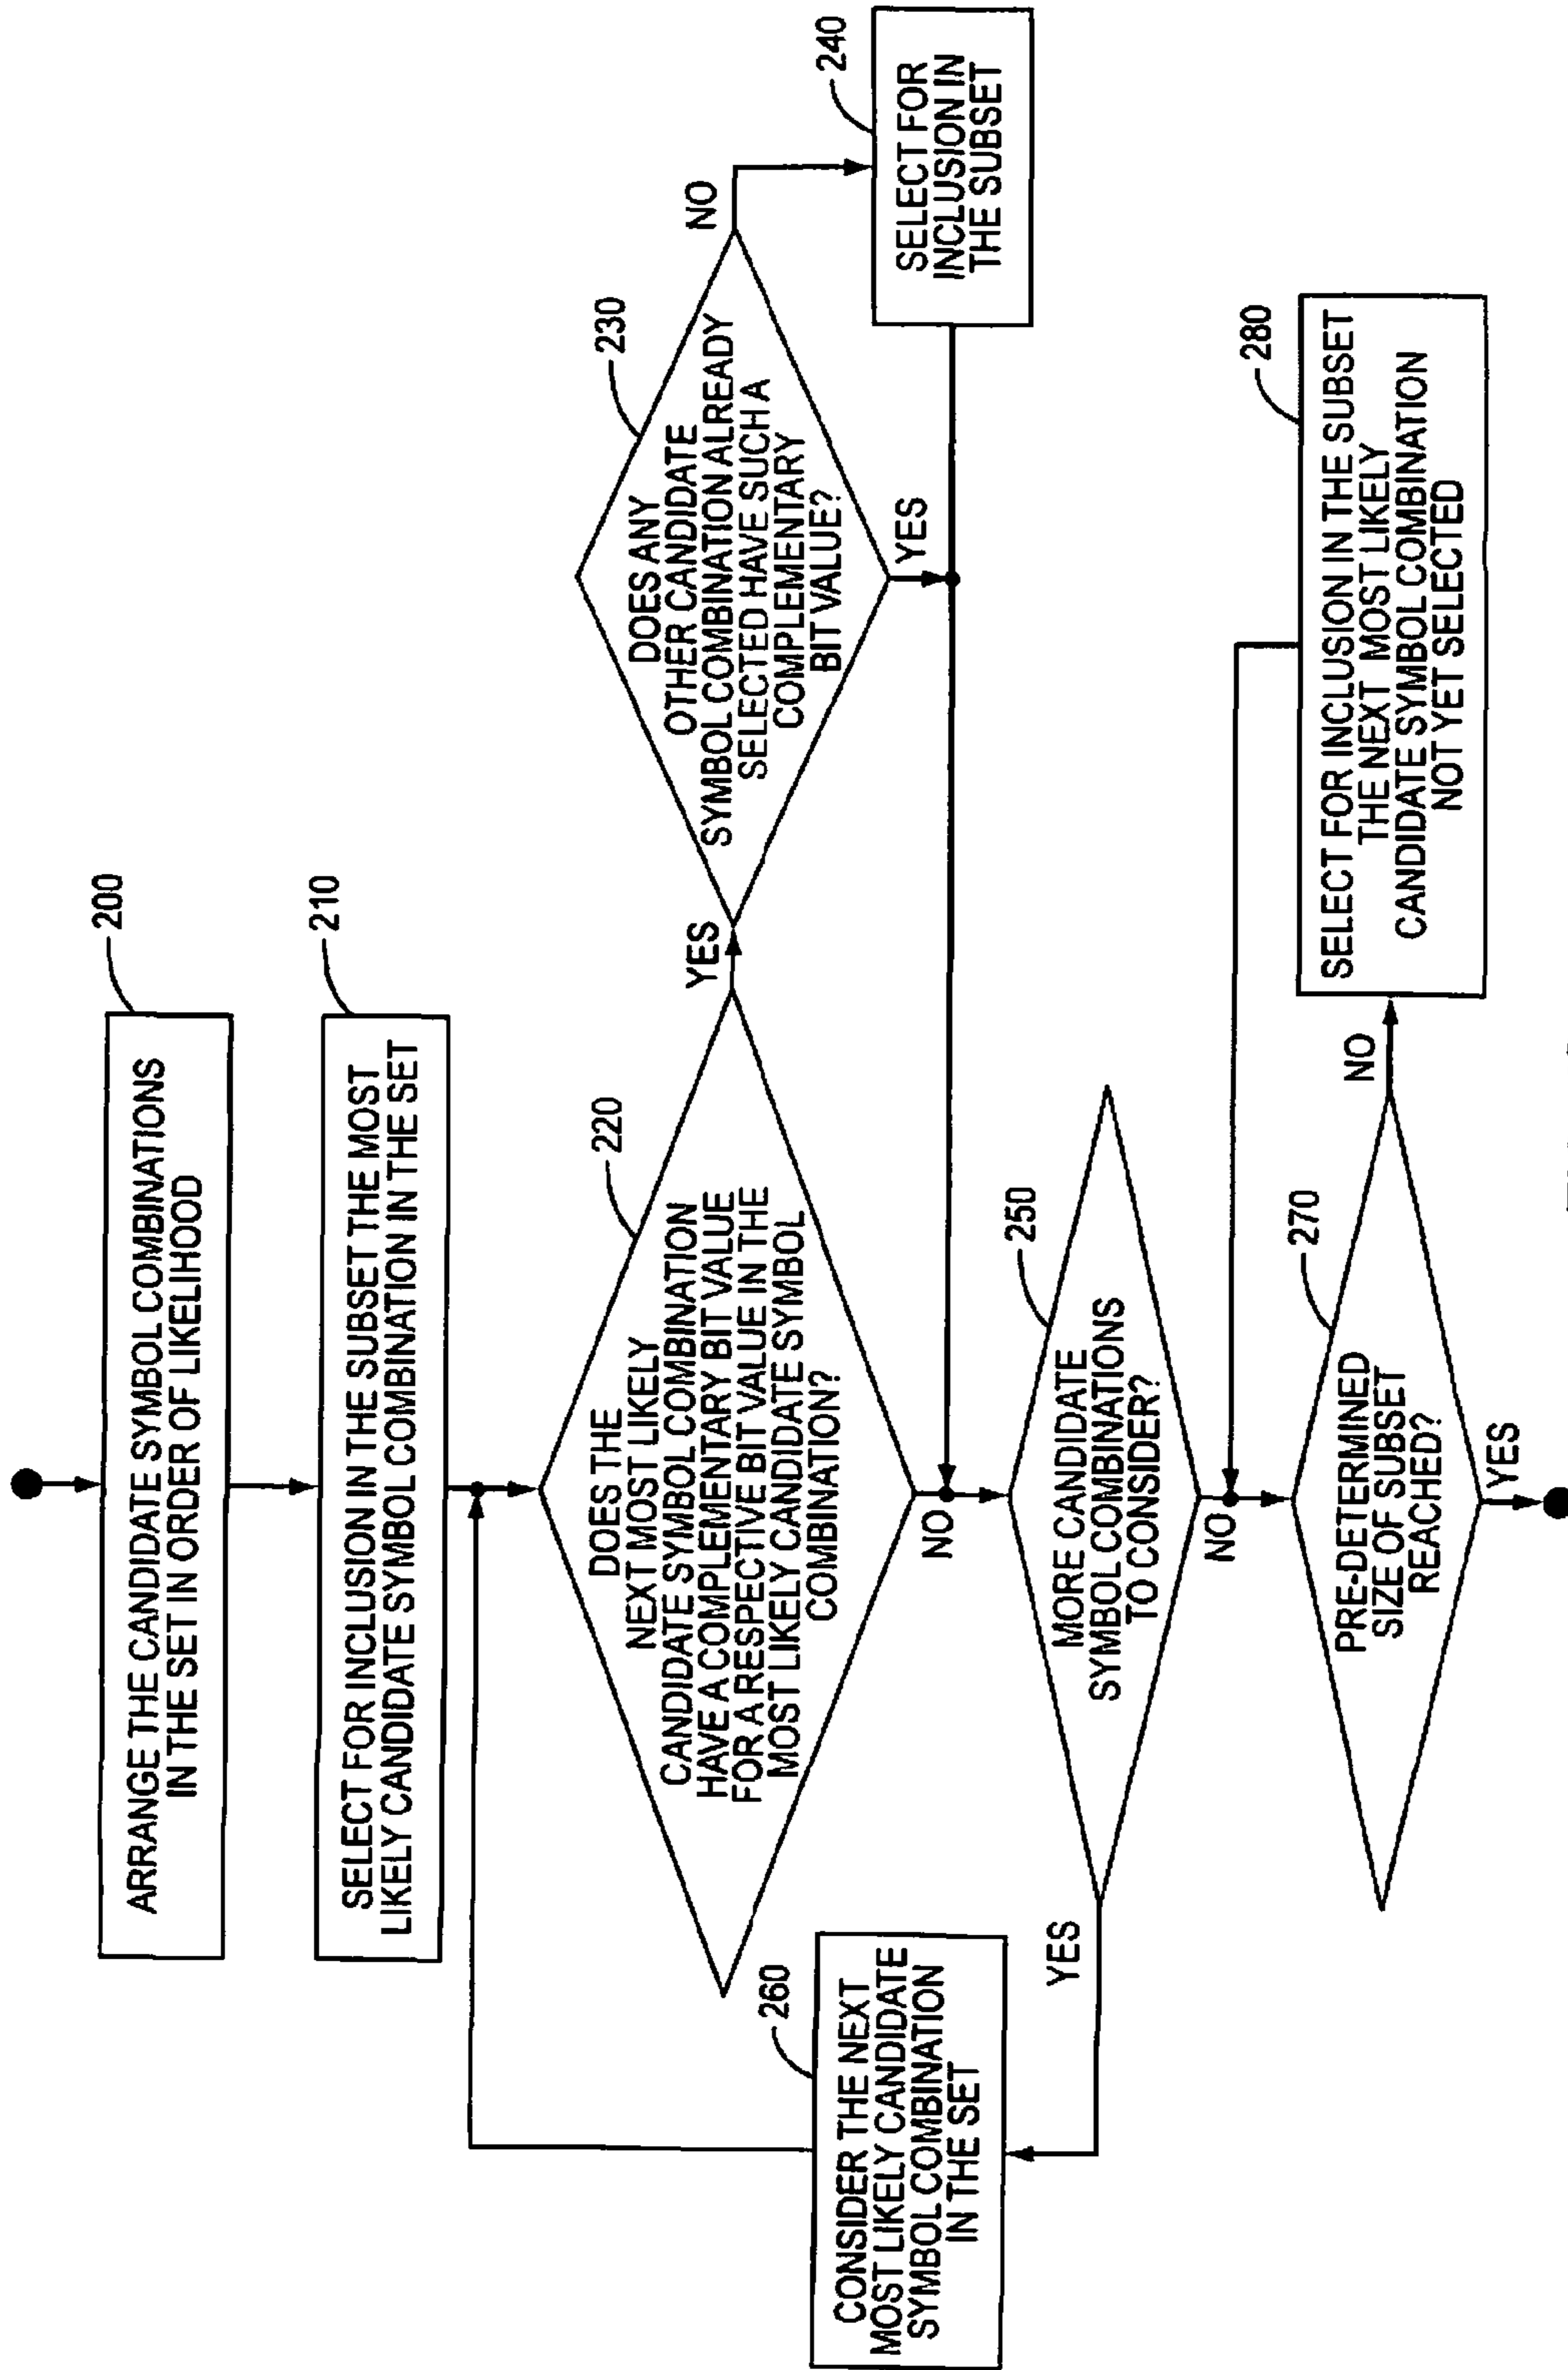 200
ARRANGE THE CANDIDATE SYMBOL COMBINATIONS
IN THE SET IN ORDER OF LIKELIHOOD
210
SELECT FOR INCLUSION IN THE SUBSET THE MOST
LIKELY CANDIDATE SYMBOL COMBINATION IN THE SET
220
DOES THE
NEXT MOST LIKELY
CANDIDATE SYMBOL COMBINATION
HAVE A COMPLEMENTARY BIT VALUE
FOR A RESPECTIVE BIT VALUE IN THE
MOST LIKELY CANDIDATE SYMBOL
COMBINATION?
YES
NO
230
DOES ANY
OTHER CANDIDATE
SYMBOL COMBINATION ALREADY
SELECTED HAVE SUCH A
COMPLEMENTARY
BIT VALUE?
NO
YES
240
SELECT FOR
INCLUSION IN
THE SUBSET
260
CONSIDER THE NEXT
MOST LIKELY CANDIDATE
SYMBOL COMBINATION
IN THE SET
250
MORE CANDIDATE
SYMBOL COMBINATIONS
TO CONSIDER?
YES
NO
270
PRE-DETERMINED
SIZE OF SUBSET
REACHED?
NO
YES
280
SELECT FOR INCLUSION IN THE SUBSET
THE NEXT MOST LIKELY
CANDIDATE SYMBOL COMBINATION
NOT YET SELECTED